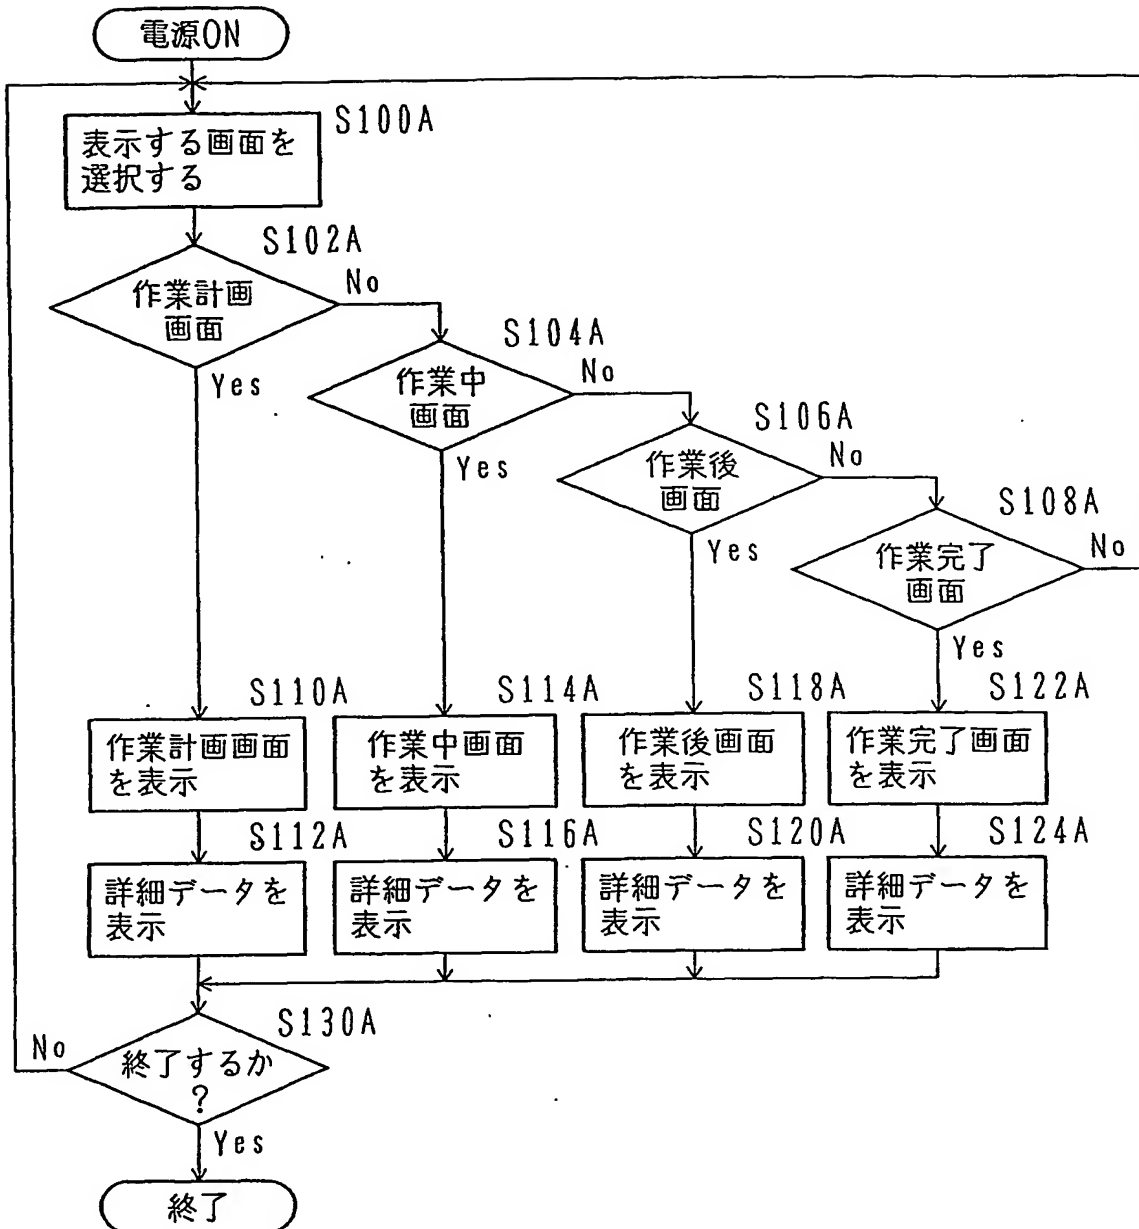 電源ON
S100A
表示する画面を
選択する
S102A
作業計画
画面
No
Yes
S104A
作業中
画面
No
Yes
S106A
作業後
画面
No
Yes
S108A
作業完了
画面
No
Yes
S110A
作業計画画面
を表示
S114A
作業中画面
を表示
S118A
作業後画面
を表示
S122A
作業完了画面
を表示
S112A
詳細データを
表示
S116A
詳細データを
表示
S120A
詳細データを
表示
S124A
詳細データを
表示
S130A
終了するか
?
No
Yes
終了